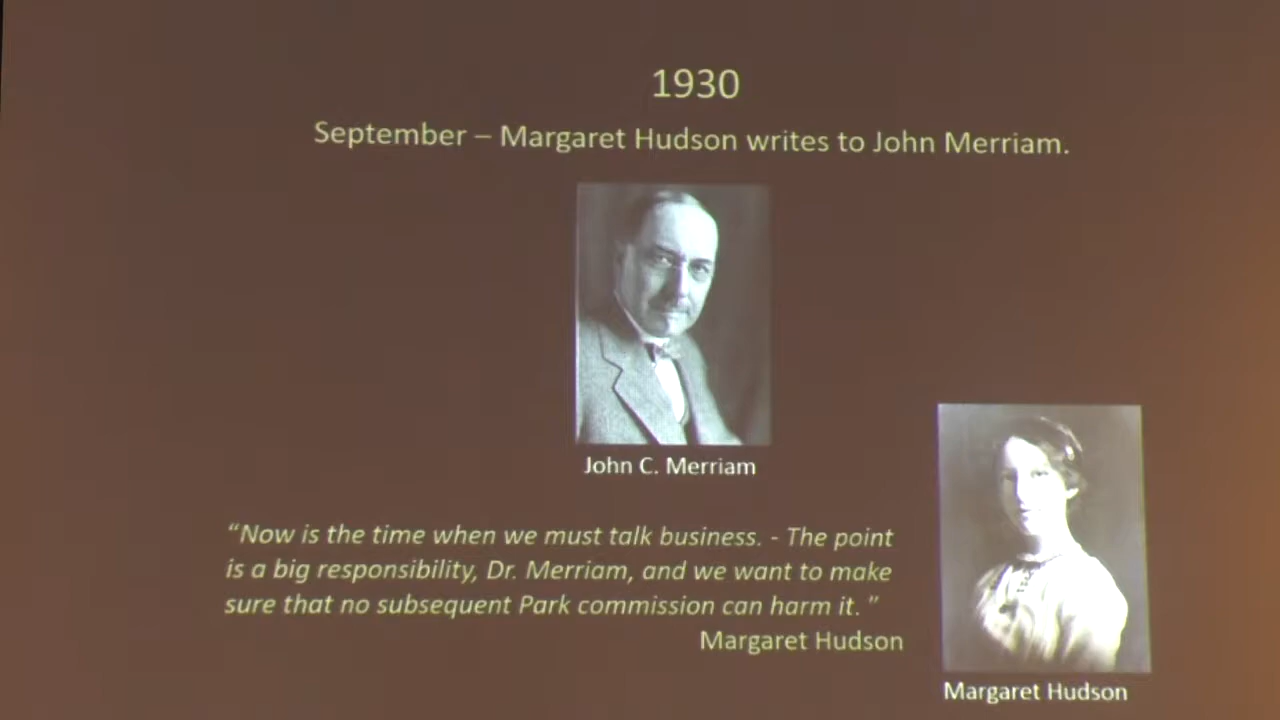 1930
September – Margaret Hudson writes to John Merriam.
John C. Merriam
“Now is the time when we must talk business. - The point
is a big responsibility, Dr. Merriam, and we want to make
sure that no subsequent Park commission can harm it. ”
Margaret Hudson
Margaret Hudson